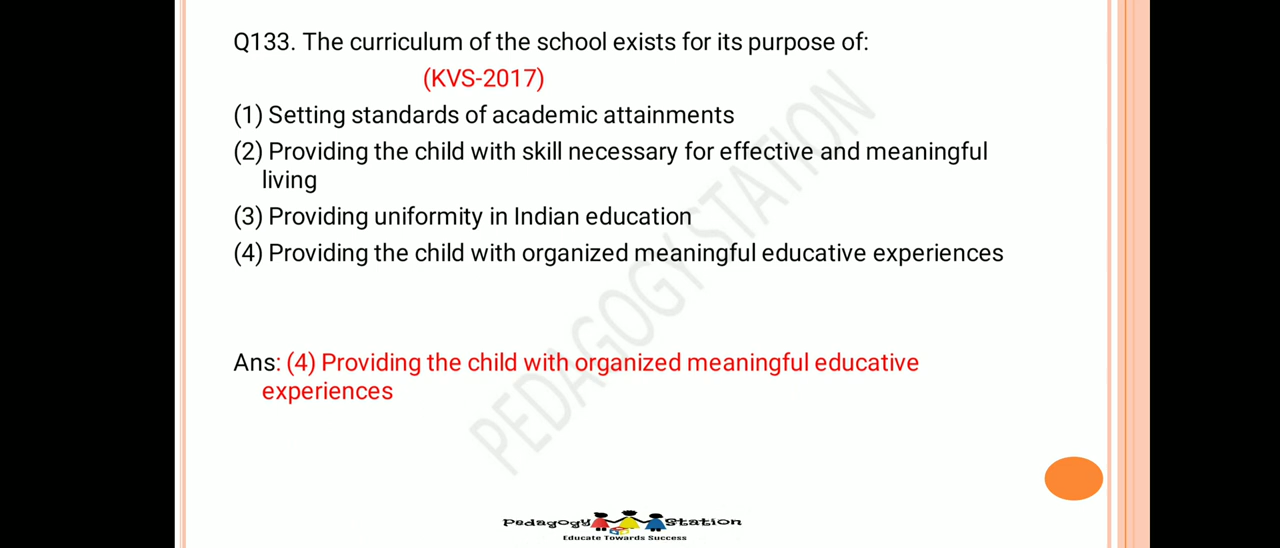 Q133. The curriculum of the school exists for its purpose of:
(KVS-2017)
(1) Setting standards of academic attainments
(2) Providing the child with skill necessary for effective and meaningful
living
(3) Providing uniformity in Indian education
(4) Providing the child with organized meaningful educative experiences
Ans: (4) Providing the child with organized meaningful educative
experiences
PEDAGOGY STATION
Pedagogy Station
Educate Towards Success